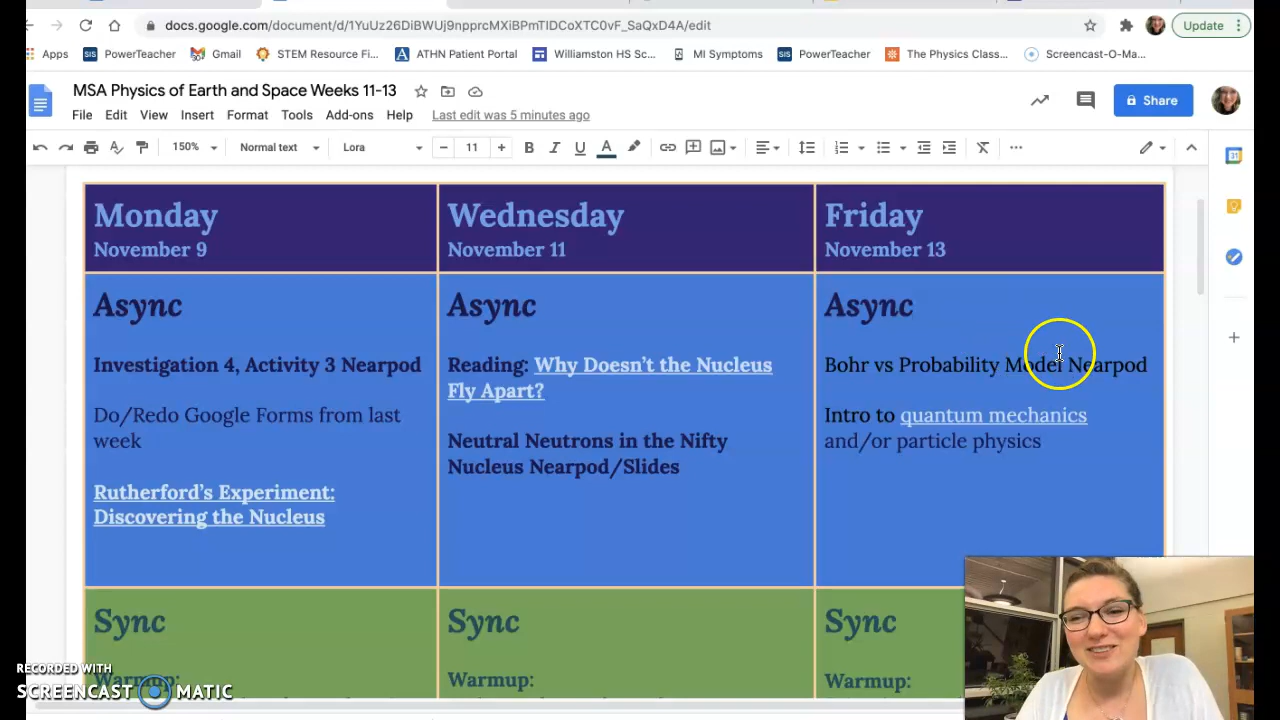 docs.google.com/document/d/1YuUz26DiBWUj9npprcMXiBPmTIDCoXTC0vF_SaQxD4A/edit
Update
Apps
SIS PowerTeacher
Gmail
STEM Resource Fi...
ATHN Patient Portal
Williamston HS Sc...
MI Symptoms
SIS PowerTeacher
The Physics Class...
Screencast-O-Ma...
MSA Physics of Earth and Space Weeks 11-13
File Edit View Insert Format Tools Add-ons Help Last edit was 5 minutes ago
Share
150% Normal text Lora 11 B I U A
Monday
November 9
Async
Investigation 4, Activity 3 Nearpod
Do/Redo Google Forms from last
week
Rutherford's Experiment:
Discovering the Nucleus
Sync
Warmup:
Wednesday
November 11
Async
Reading: Why Doesn't the Nucleus
Fly Apart?
Neutral Neutrons in the Nifty
Nucleus Nearpod/Slides
Sync
Warmup:
Friday
November 13
Async
Bohr vs Probability Model Nearpod
Intro to quantum mechanics
and/or particle physics
Sync
Warmup:
RECORDED WITH
SCREENCAST MATIC